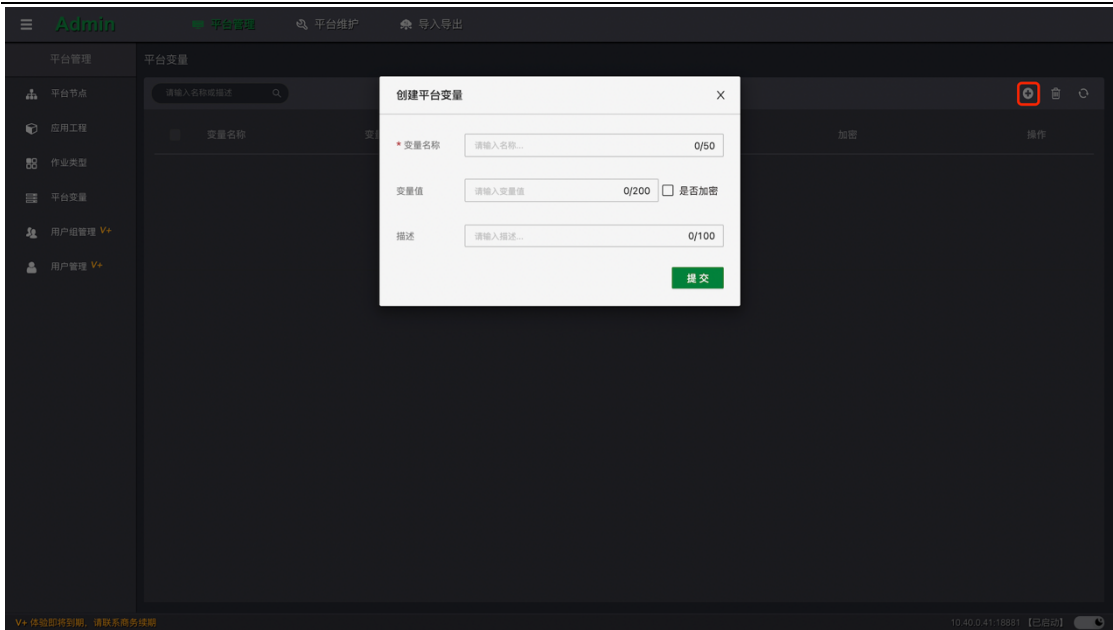 Admin 平台管理 平台维护 导入导出
平台管理 平台变量
平台节点 请输入名称或描述
应用工程 变量名称 变 加密 操作
作业类型
平台变量
用户组管理 V+
用户管理 V+
创建平台变量 X
* 变量名称 请输入名称... 0/50
变量值 请输入变量值 0/200 是否加密
描述 请输入描述... 0/100
提交
V+ 体验即将到期，请联系商务续期 10.40.0.41:18881 【已启动】